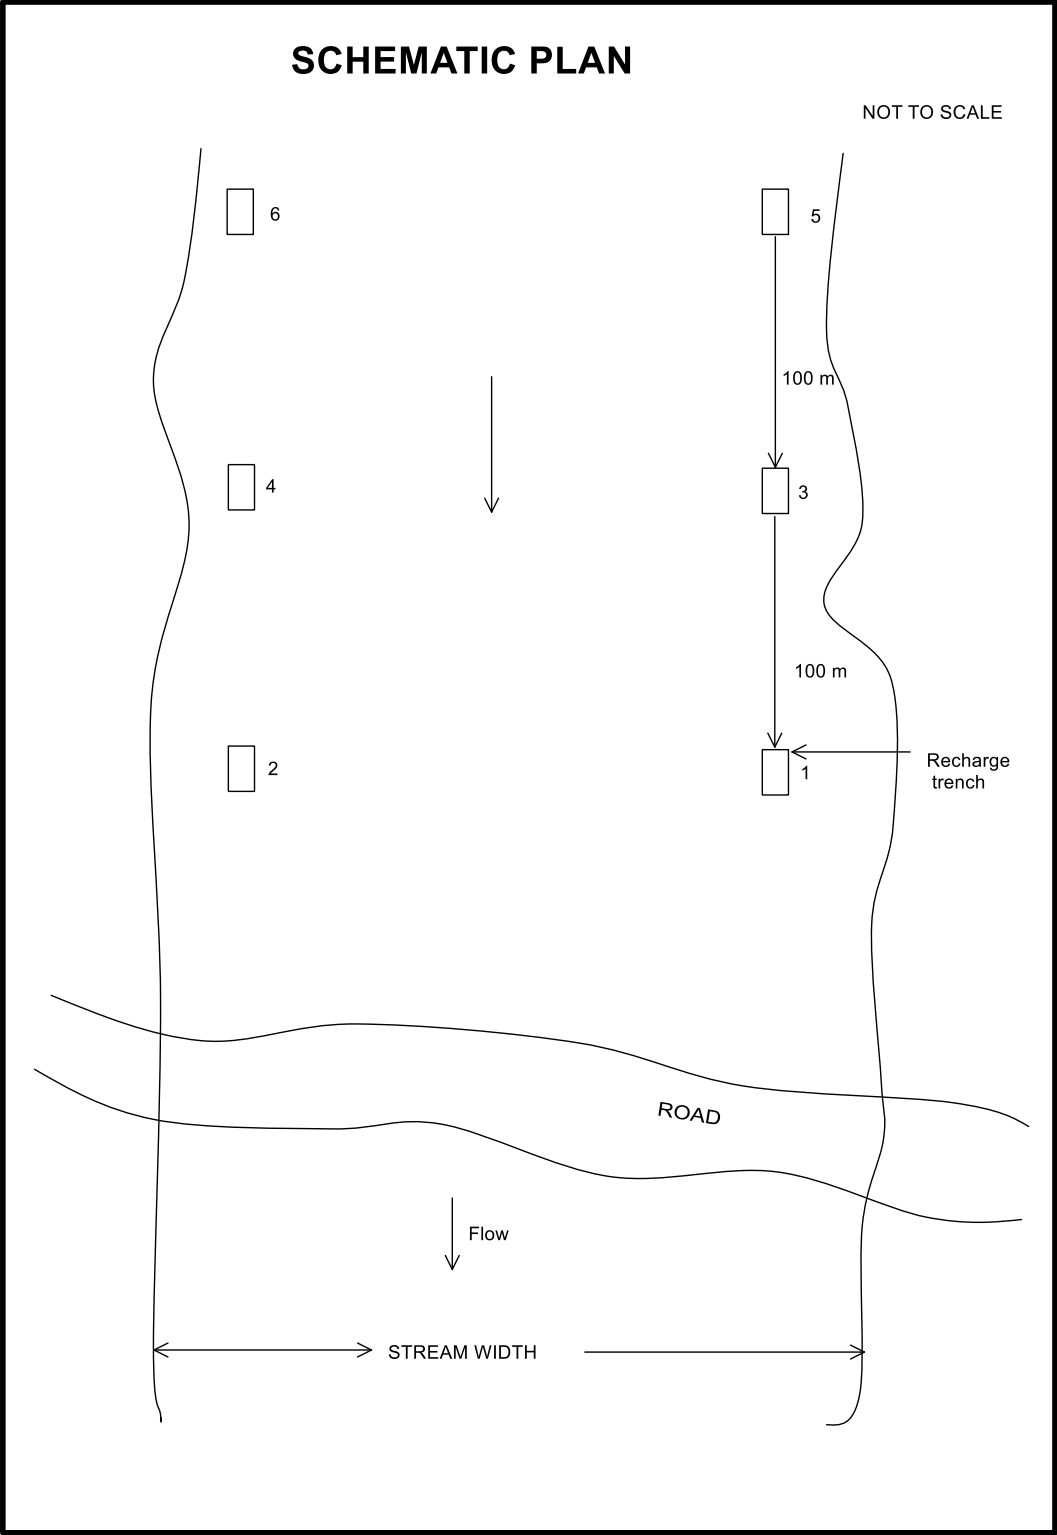 SCHEMATIC PLAN
NOT TO SCALE
6
5
100 m
4
3
100 m
2
1
Recharge
trench
ROAD
Flow
STREAM WIDTH